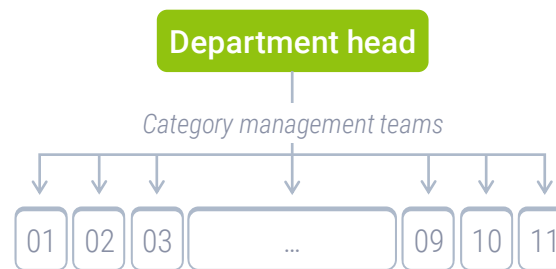 Department head
Category management teams
01 02 03 ... 09 10 11